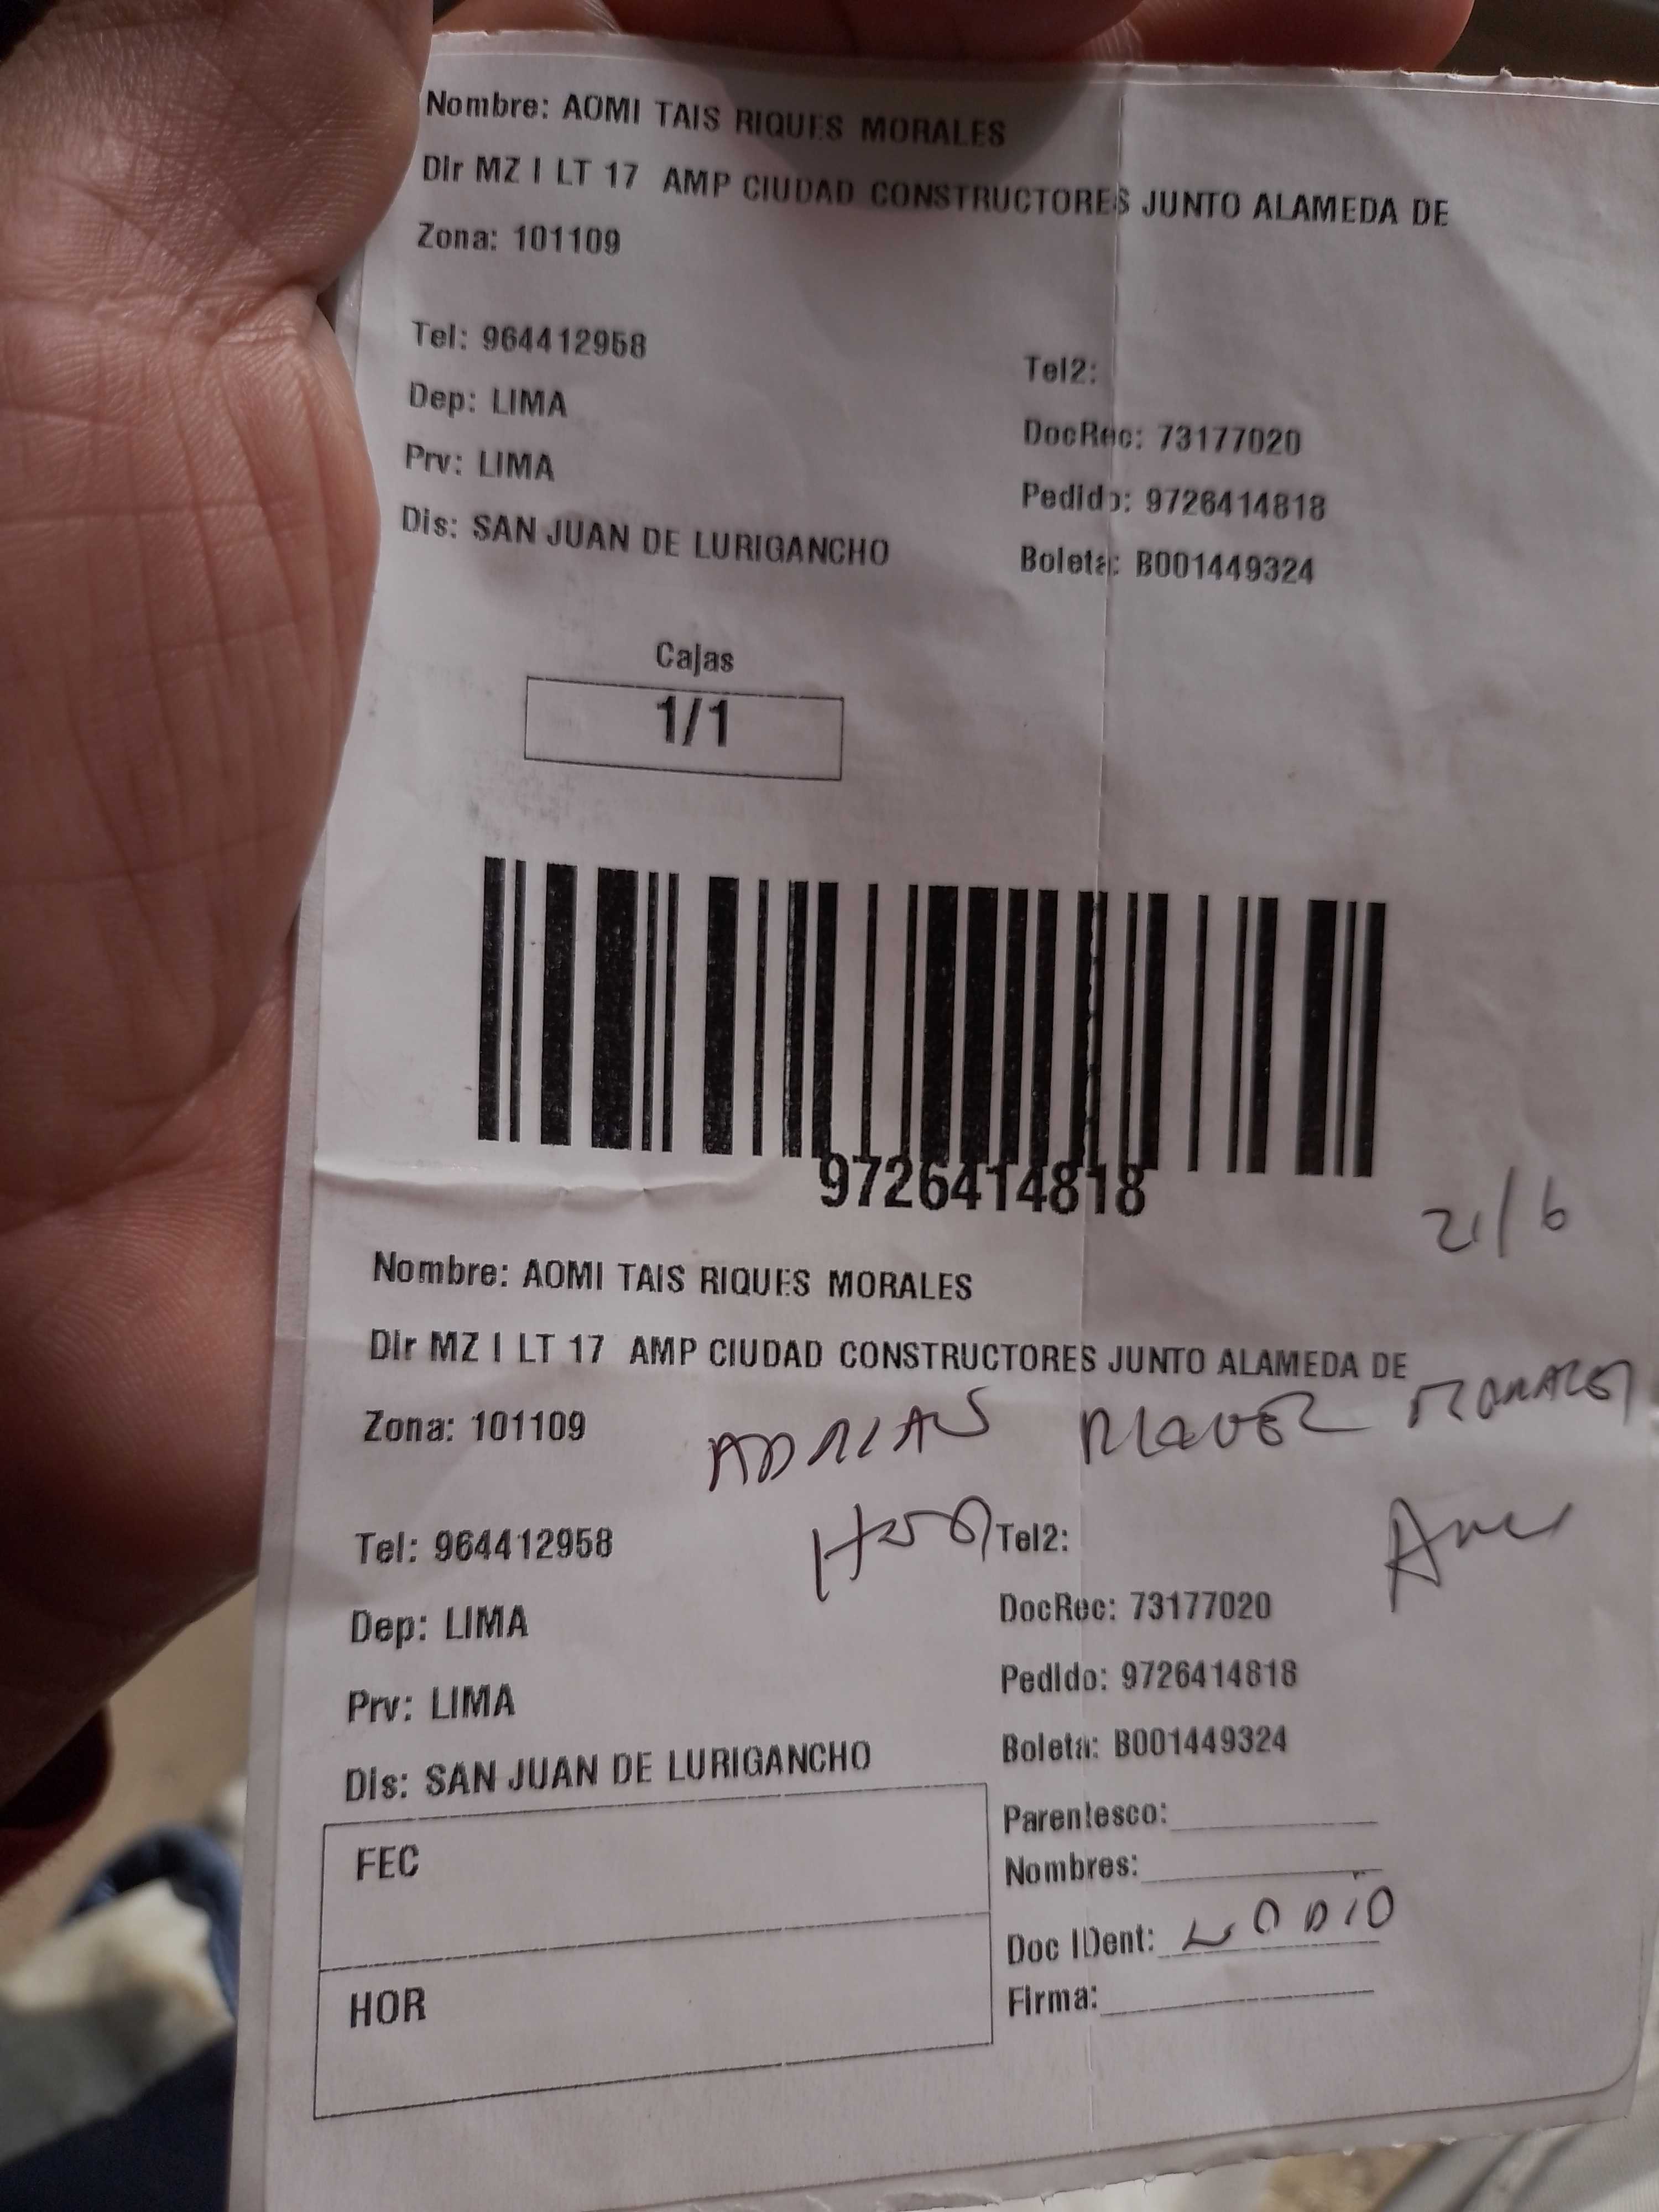 Nombre: AOMI TAIS RIQUES MORALES
Dir MZ I LT 17 AMP CIUDAD CONSTRUCTORES JUNTO ALAMEDA DE
Zona: 101109
Tel: 964412958
Tel2:
Dep: LIMA
DocRec: 73177020
Prv: LIMA
Pedido: 9726414818
Dis: SAN JUAN DE LURIGANCHO
Boleta: B001449324
Cajas
1/1
9726414818
21/6
Nombre: AOMI TAIS RIQUES MORALES
Dir MZ I LT 17 AMP CIUDAD CONSTRUCTORES JUNTO ALAMEDA DE
Zona: 101109
ADRIAN RIQUEZ MORALES
Tel: 964412958
Tel2:
Dep: LIMA
DocRec: 73177020
Prv: LIMA
Pedido: 9726414818
Dis: SAN JUAN DE LURIGANCHO
Boleta: B001449324
Parentesco:
FEC
Nombres:
Doc IDent:
HOR
Firma: